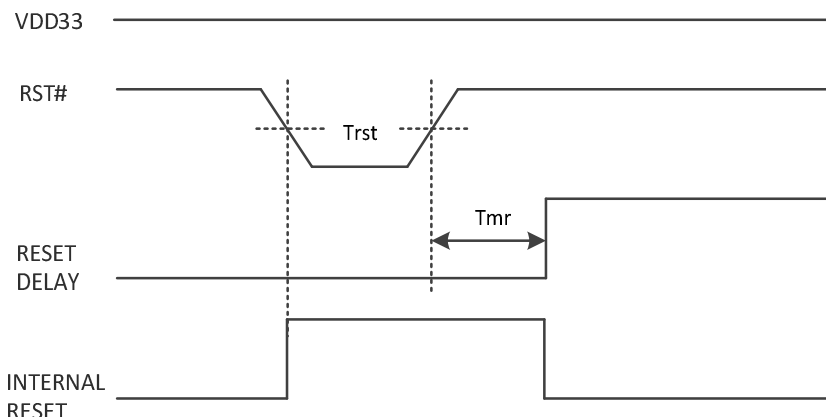 VDD33
RST#
Trst
Tmr
RESET
DELAY
INTERNAL
RESET